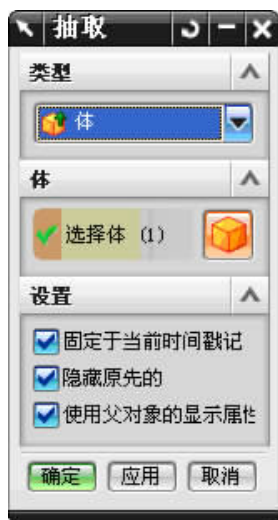 抽取
类型
体
体
选择体 (1)
设置
固定于当前时间戳记
隐藏原先的
使用父对象的显示属性
确定 应用 取消